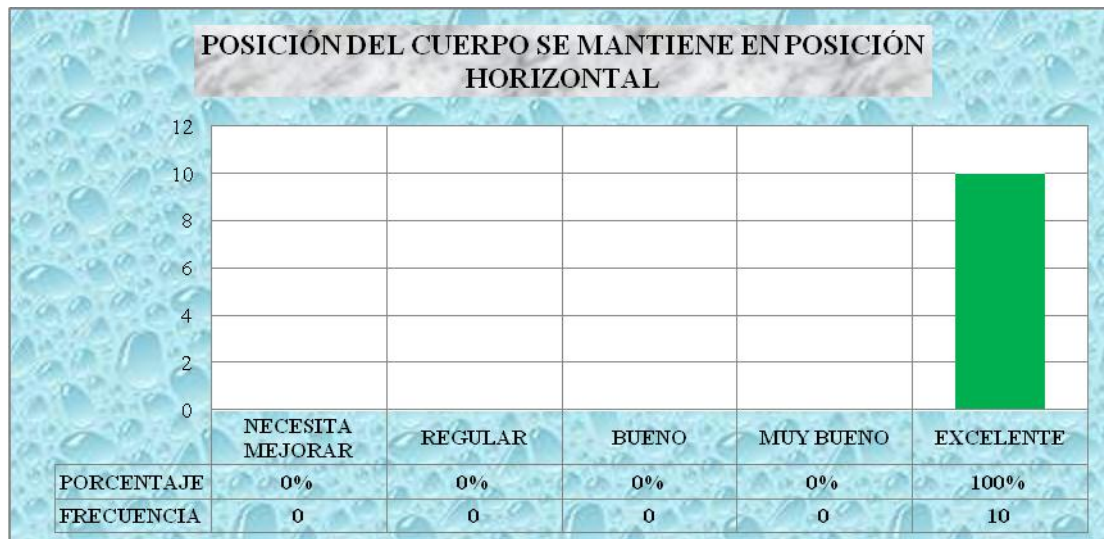 POSICIÓN DEL CUERPO SE MANTIENE EN POSICIÓN
HORIZONTAL
12
10
8
6
4
2
0
NECESITA
MEJORAR
REGULAR
BUENO
MUY BUENO
EXCELENTE
PORCENTAJE 0% 0% 0% 0% 100%
FRECUENCIA 0 0 0 0 10